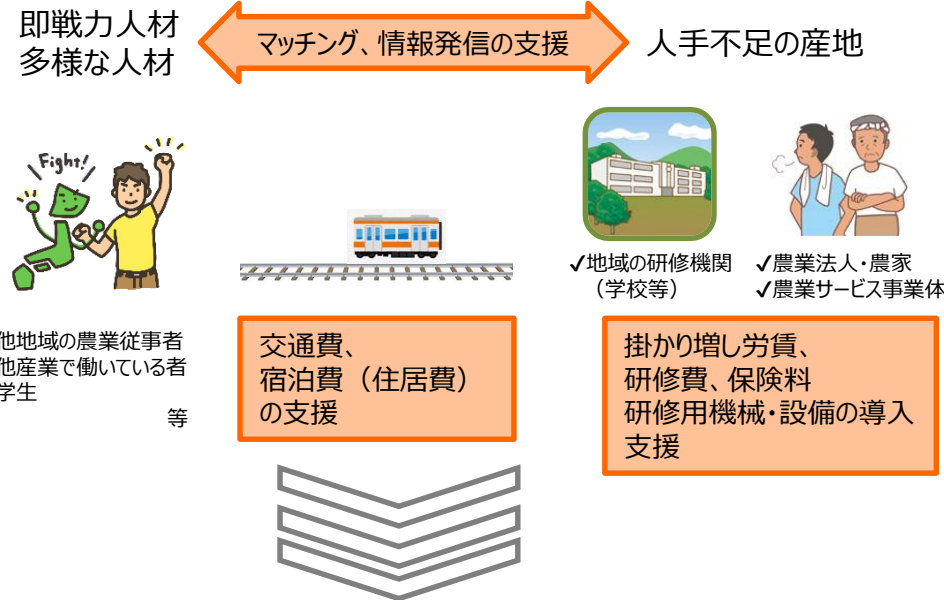 即戦力人材
多様な人材
マッチング、情報発信の支援
人手不足の産地
Fight!
✓地域の研修機関
（学校等）
✓農業法人・農家
✓農業サービス事業体
他地域の農業従事者
他産業で働いている者
学生
等
交通費、
宿泊費（住居費）
の支援
掛かり増し労賃、
研修費、保険料
研修用機械・設備の導入
支援